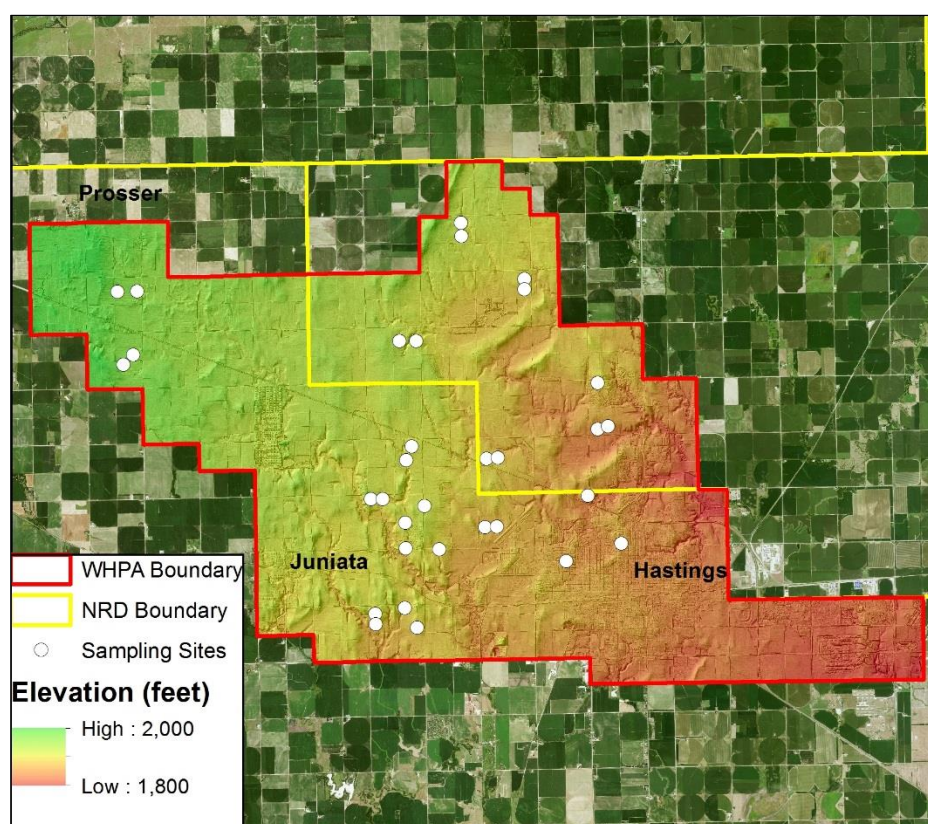 Prosser
Juniata
Hastings
WHPA Boundary
NRD Boundary
Sampling Sites
Elevation (feet)
High : 2,000
Low : 1,800